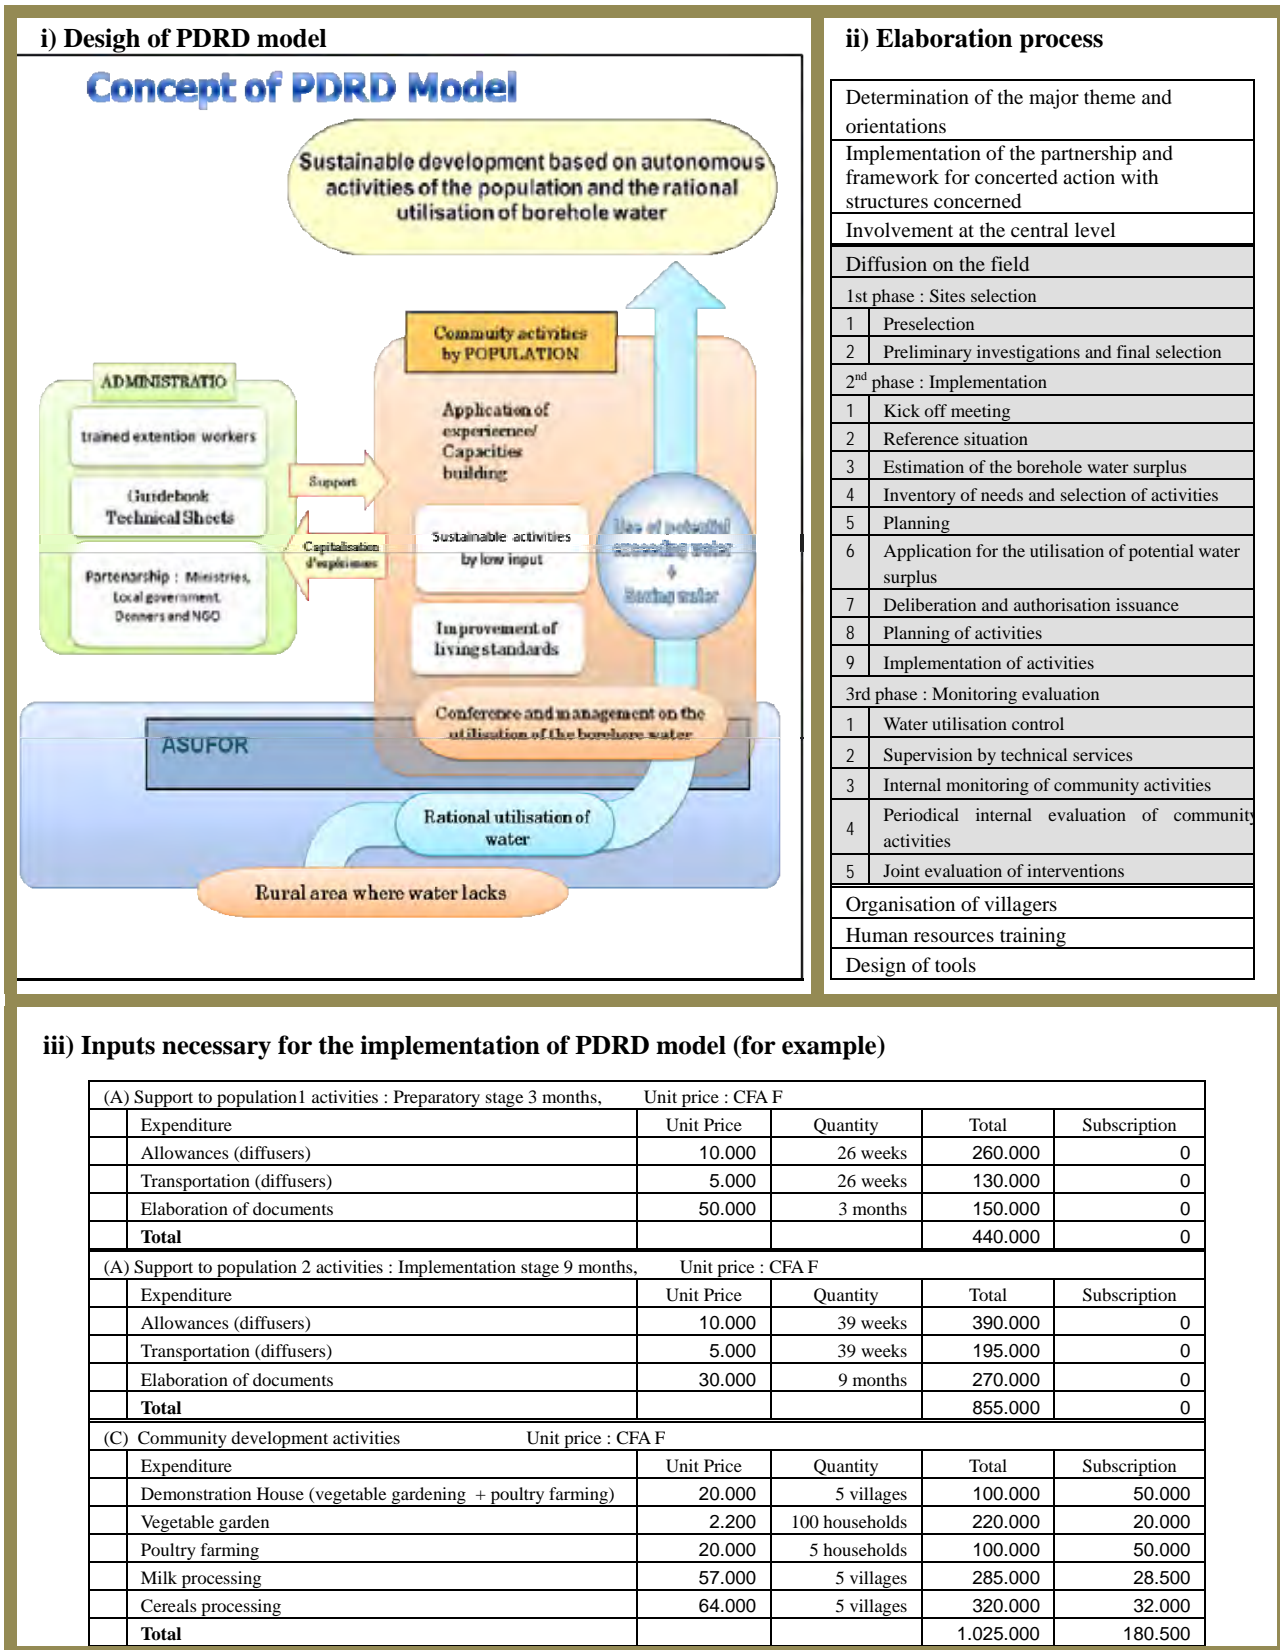 i) Desigh of PDRD model
Concept of PDRD Model
Sustainable development based on autonomous
activities of the population and the rational
utilisation of borehole water
Commuity activities
by POPULATION
ADMINISTRATIO
trained extention workers
Guidebook
Technical Sheets
Partenarship : Ministries,
Local government,
Donners and NGO
Support
Capitalisation
Application of
experiernce/
Capacities
building
Sustainable activities
by low input
Improvement of
living standards
Use of potential
exceeding water
+
Saving water
Conference and management on the
utilisation of the borehore water
ASUFOR
Rational utilisation of
water
Rural area where water lacks
ii) Elaboration process
Determination of the major theme and
orientations
Implementation of the partnership and
framework for concerted action with
structures concerned
Involvement at the central level
Diffusion on the field
1st phase : Sites selection
1 Preselection
2 Preliminary investigations and final selection
2nd phase : Implementation
1 Kick off meeting
2 Reference situation
3 Estimation of the borehole water surplus
4 Inventory of needs and selection of activities
5 Planning
6 Application for the utilisation of potential water
surplus
7 Deliberation and authorisation issuance
8 Planning of activities
9 Implementation of activities
3rd phase : Monitoring evaluation
1 Water utilisation control
2 Supervision by technical services
3 Internal monitoring of community activities
4 Periodical internal evaluation of community
activities
5 Joint evaluation of interventions
Organisation of villagers
Human resources training
Design of tools
iii) Inputs necessary for the implementation of PDRD model (for example)
(A) Support to population1 activities : Preparatory stage 3 months, Unit price : CFA F
Expenditure Unit Price Quantity Total Subscription
Allowances (diffusers) 10.000 26 weeks 260.000 0
Transportation (diffusers) 5.000 26 weeks 130.000 0
Elaboration of documents 50.000 3 months 150.000 0
Total 440.000 0
(A) Support to population 2 activities : Implementation stage 9 months, Unit price : CFA F
Expenditure Unit Price Quantity Total Subscription
Allowances (diffusers) 10.000 39 weeks 390.000 0
Transportation (diffusers) 5.000 39 weeks 195.000 0
Elaboration of documents 30.000 9 months 270.000 0
Total 855.000 0
(C) Community development activities Unit price : CFA F
Expenditure Unit Price Quantity Total Subscription
Demonstration House (vegetable gardening + poultry farming) 20.000 5 villages 100.000 50.000
Vegetable garden 2.200 100 households 220.000 20.000
Poultry farming 20.000 5 households 100.000 50.000
Milk processing 57.000 5 villages 285.000 28.500
Cereals processing 64.000 5 villages 320.000 32.000
Total 1.025.000 180.500